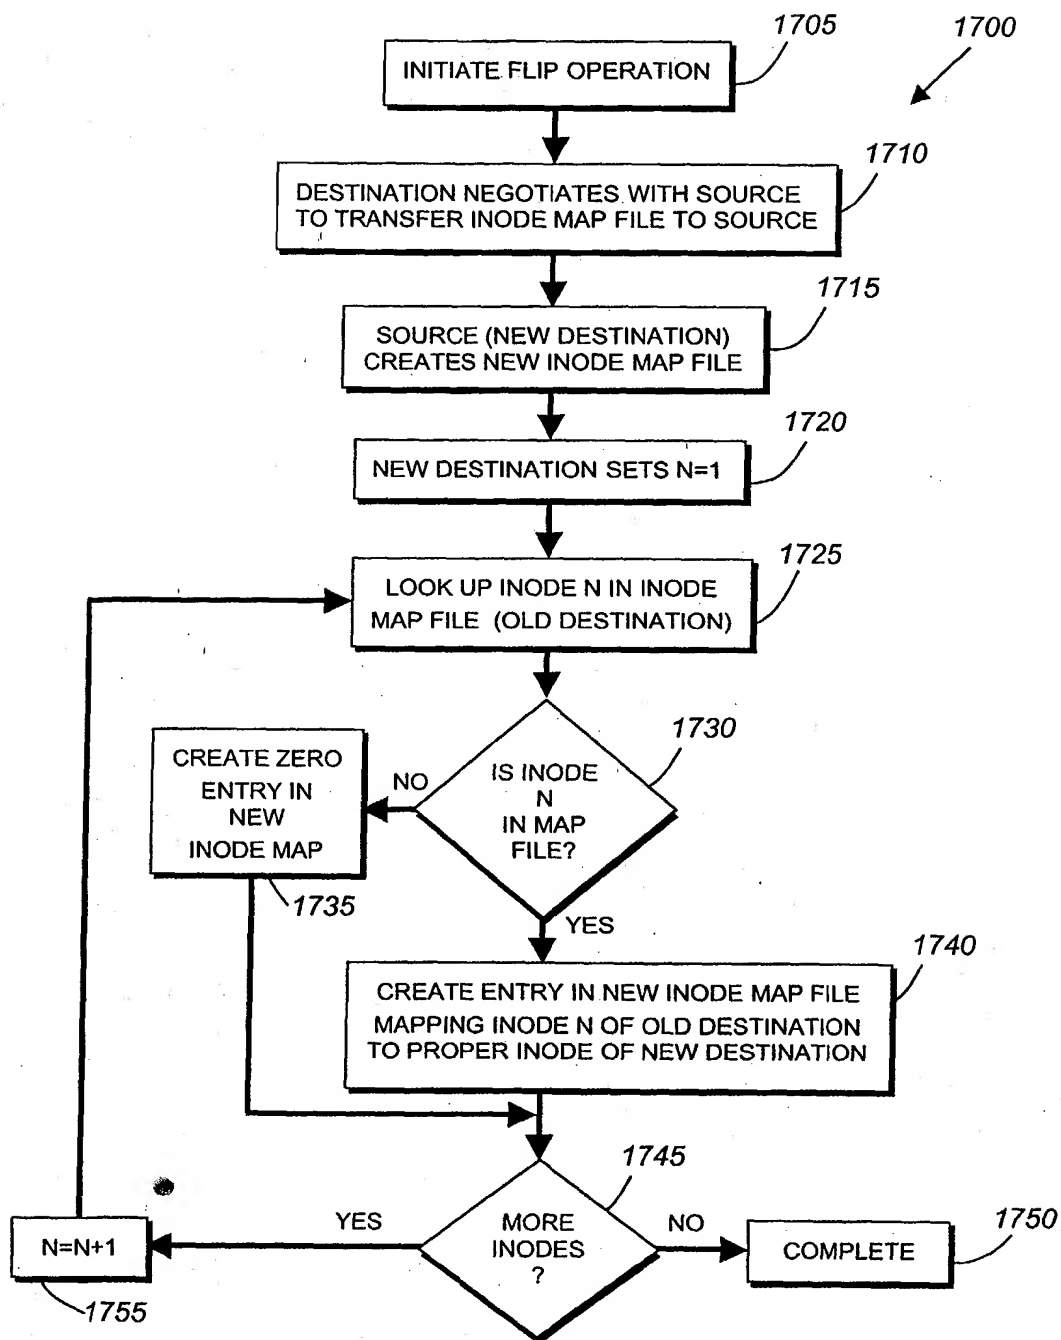 1705
1700
INITIATE FLIP OPERATION
1710
DESTINATION NEGOTIATES WITH SOURCE
TO TRANSFER INODE MAP FILE TO SOURCE
1715
SOURCE (NEW DESTINATION)
CREATES NEW INODE MAP FILE
1720
NEW DESTINATION SETS N=1
1725
LOOK UP INODE N IN INODE
MAP FILE (OLD DESTINATION)
1730
IS INODE
N
IN MAP
FILE?
NO
CREATE ZERO
ENTRY IN
NEW
INODE MAP
1735
YES
1740
CREATE ENTRY IN NEW INODE MAP FILE
MAPPING INODE N OF OLD DESTINATION
TO PROPER INODE OF NEW DESTINATION
1745
MORE
INODES
?
YES
NO
N=N+1
1755
COMPLETE
1750